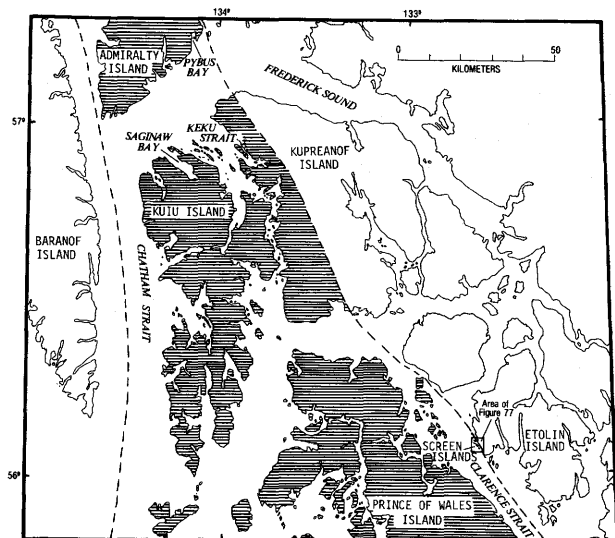 134°
133°
ADMIRALTY
ISLAND
PYBUS
BAY
0
50
KILOMETERS
FREDERICK SOUND
57°
SAGINAW
BAY
KEKU
STRAIT
KUPREANOF
ISLAND
KUIU ISLAND
BARANOF
ISLAND
CHATHAM STRAIT
Area of
Figure 77
SCREEN
ISLANDS
ETOLIN
ISLAND
CLARENCE STRAIT
56°
PRINCE OF WALES
ISLAND